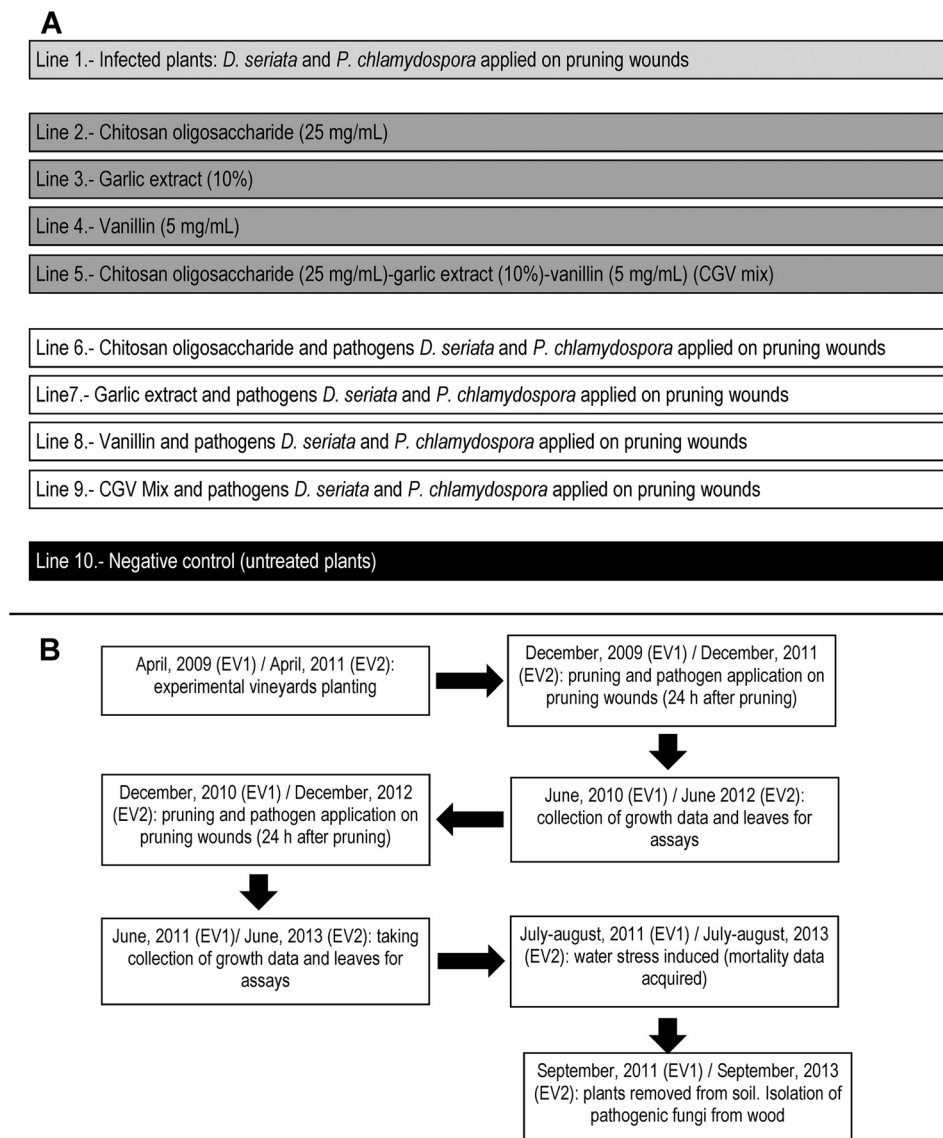 A
Line 1.- Infected plants: D. seriata and P. chlamydospora applied on pruning wounds
Line 2.- Chitosan oligosaccharide (25 mg/mL)
Line 3.- Garlic extract (10%)
Line 4.- Vanillin (5 mg/mL)
Line 5.- Chitosan oligosaccharide (25 mg/mL)-garlic extract (10%)-vanillin (5 mg/mL) (CGV mix)
Line 6.- Chitosan oligosaccharide and pathogens D. seriata and P. chlamydospora applied on pruning wounds
Line7.- Garlic extract and pathogens D. seriata and P. chlamydospora applied on pruning wounds
Line 8.- Vanillin and pathogens D. seriata and P. chlamydospora applied on pruning wounds
Line 9.- CGV Mix and pathogens D. seriata and P. chlamydospora applied on pruning wounds
Line 10.- Negative control (untreated plants)
B
April, 2009 (EV1) / April, 2011 (EV2):
experimental vineyards planting
December, 2009 (EV1) / December, 2011
(EV2): pruning and pathogen application on
pruning wounds (24 h after pruning)
June, 2010 (EV1) / June 2012 (EV2):
collection of growth data and leaves for
assays
December, 2010 (EV1) / December, 2012
(EV2): pruning and pathogen application on
pruning wounds (24 h after pruning)
June, 2011 (EV1)/ June, 2013 (EV2): taking
collection of growth data and leaves for
assays
July-august, 2011 (EV1) / July-august, 2013
(EV2): water stress induced (mortality data
acquired)
September, 2011 (EV1) / September, 2013
(EV2): plants removed from soil. Isolation of
pathogenic fungi from wood